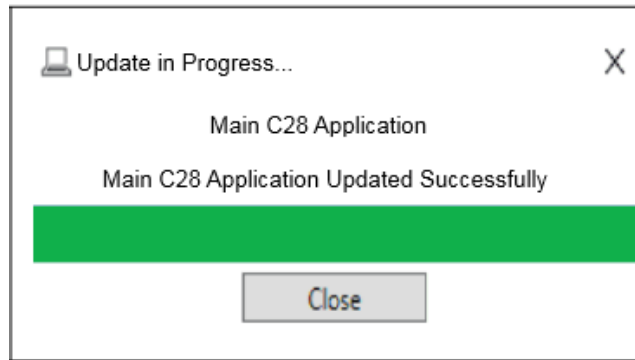 Update in Progress... X
Main C28 Application
Main C28 Application Updated Successfully
Close